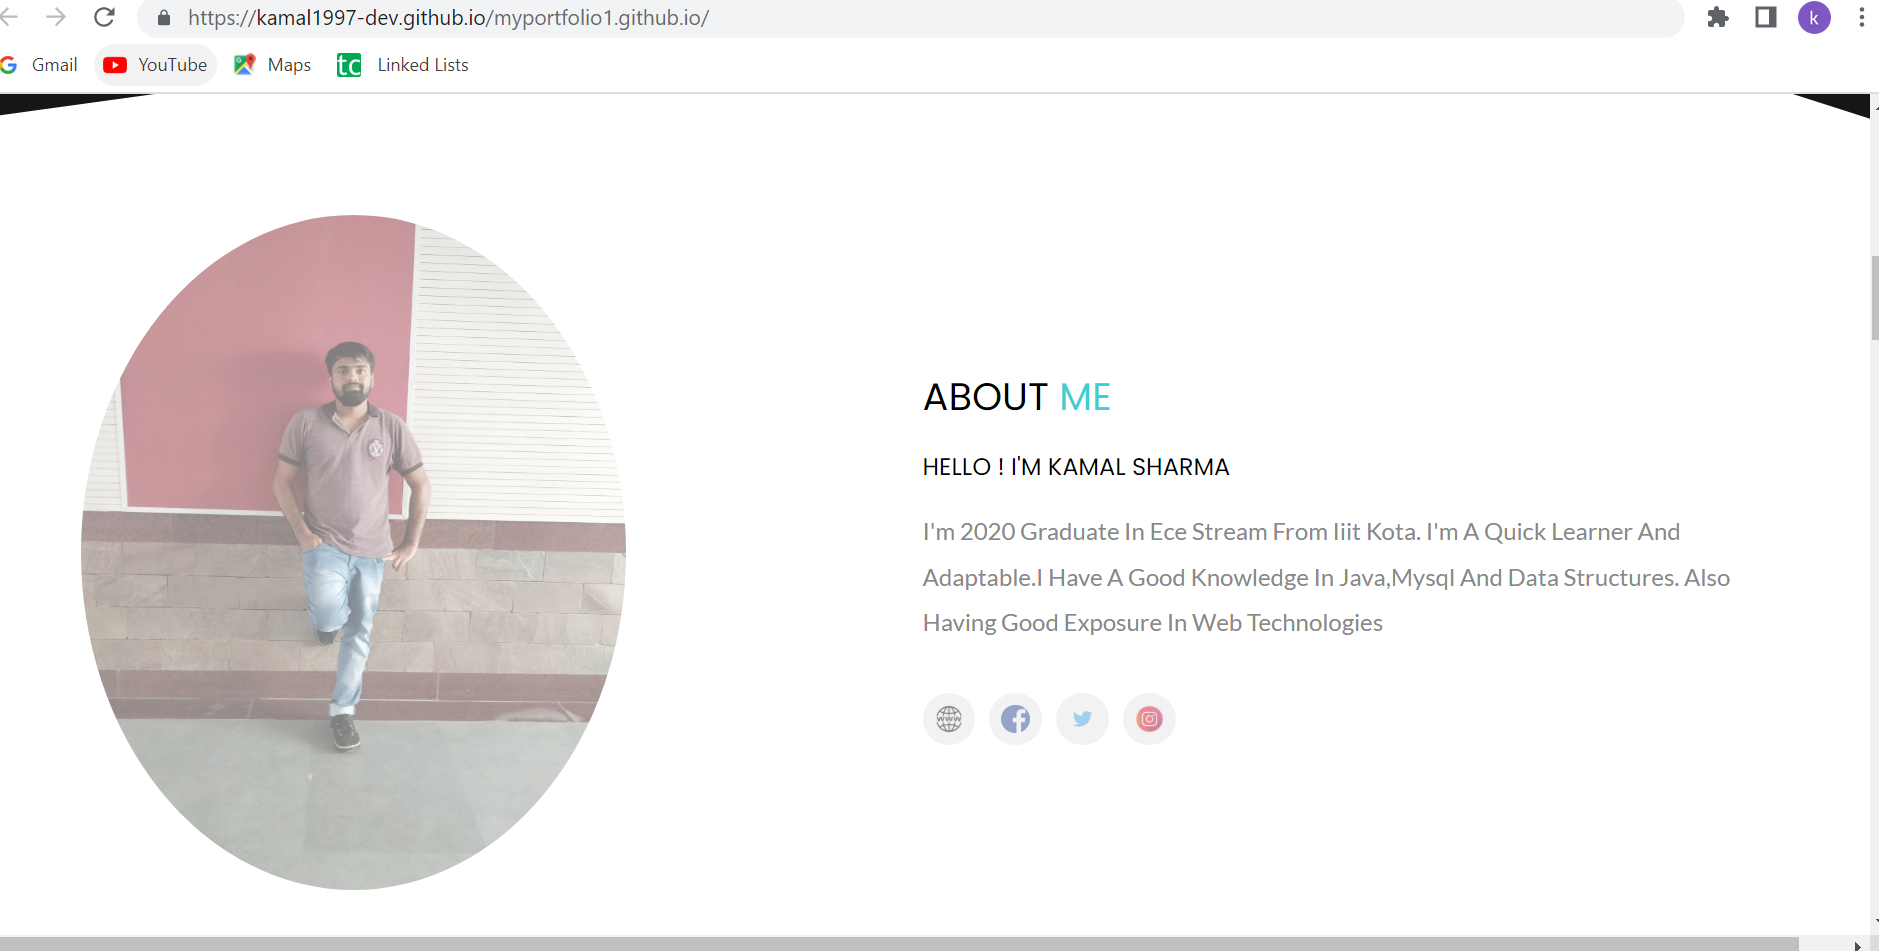 https://kamal1997-dev.github.io/myportfolio1.github.io/
k
Gmail YouTube Maps tc Linked Lists
ABOUT ME
HELLO ! I'M KAMAL SHARMA
I'm 2020 Graduate In Ece Stream From Iiit Kota. I'm A Quick Learner And
Adaptable.I Have A Good Knowledge In Java,Mysql And Data Structures. Also
Having Good Exposure In Web Technologies
www